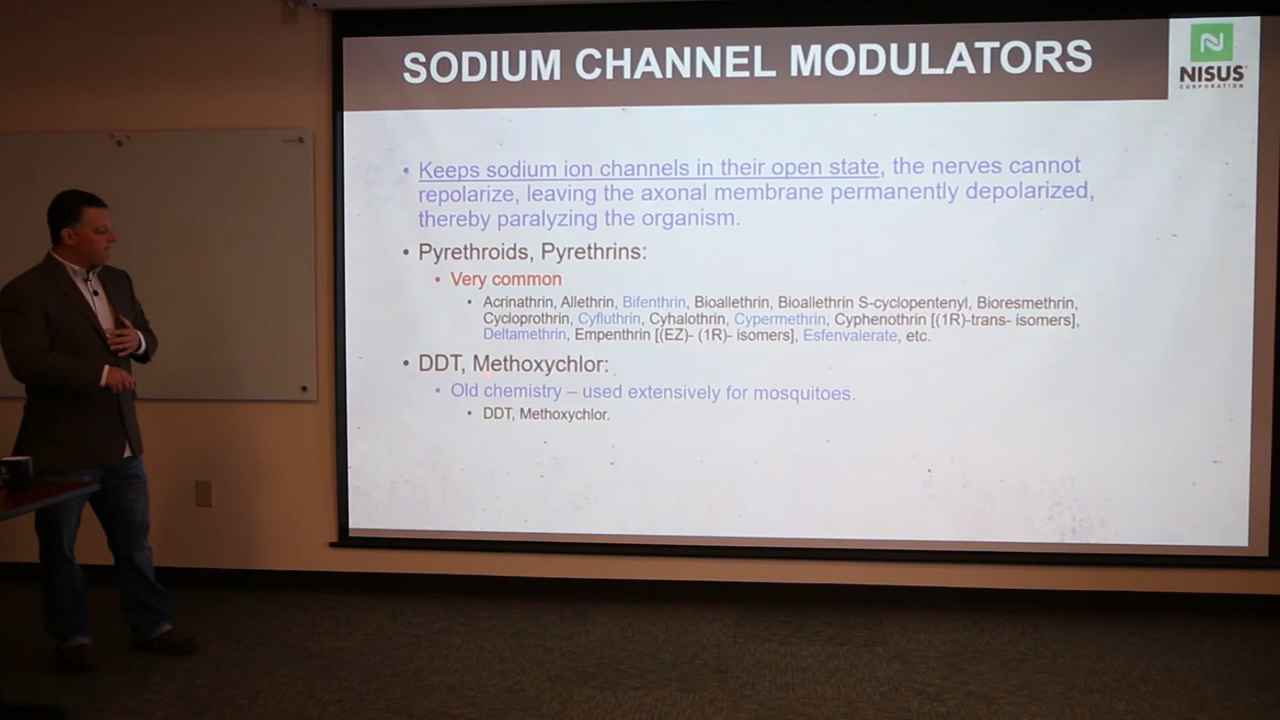 SODIUM CHANNEL MODULATORS
N
NISUS
CORPORATION
• Keeps sodium ion channels in their open state, the nerves cannot
repolarize, leaving the axonal membrane permanently depolarized,
thereby paralyzing the organism.
• Pyrethroids, Pyrethrins:
• Very common
• Acrinathrin, Allethrin, Bifenthrin, Bioallethrin, Bioallethrin S-cyclopentenyl, Bioresmethrin,
Cycloprothrin, Cyfluthrin, Cyhalothrin, Cypermethrin, Cyphenothrin [(1R)-trans- isomers],
Deltamethrin, Empenthrin [(EZ)- (1R)- isomers], Esfenvalerate, etc.
• DDT, Methoxychlor:
• Old chemistry – used extensively for mosquitoes.
• DDT, Methoxychlor.